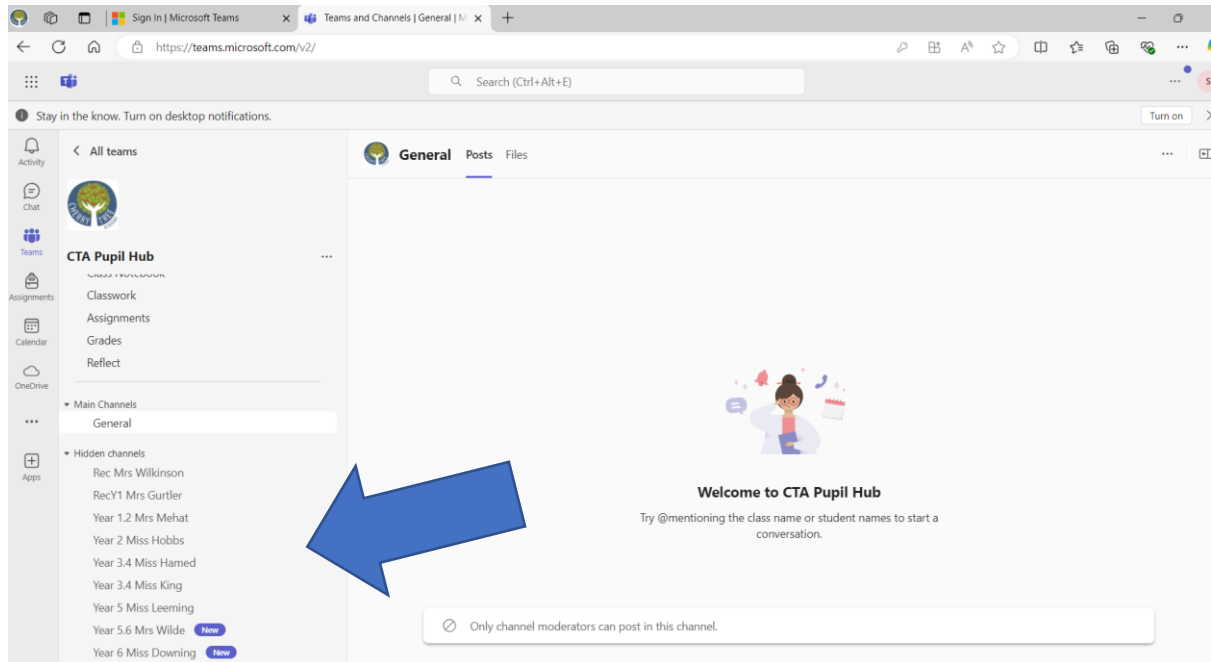 Sign In | Microsoft Teams
Teams and Channels | General | M
https://teams.microsoft.com/v2/
Search (Ctrl+Alt+E)
S
Stay in the know. Turn on desktop notifications.
Turn on
Activity
Chat
Teams
Assignments
Calendar
OneDrive
Apps
All teams
CHERRY TREE
CTA Pupil Hub
Class Notebook
Classwork
Assignments
Grades
Reflect
Main Channels
General
Hidden channels
Rec Mrs Wilkinson
RecY1 Mrs Gurtler
Year 1.2 Mrs Mehat
Year 2 Miss Hobbs
Year 3.4 Miss Hamed
Year 3.4 Miss King
Year 5 Miss Leeming
Year 5.6 Mrs Wilde New
Year 6 Miss Downing New
General Posts Files
Welcome to CTA Pupil Hub
Try @mentioning the class name or student names to start a
conversation.
Only channel moderators can post in this channel.